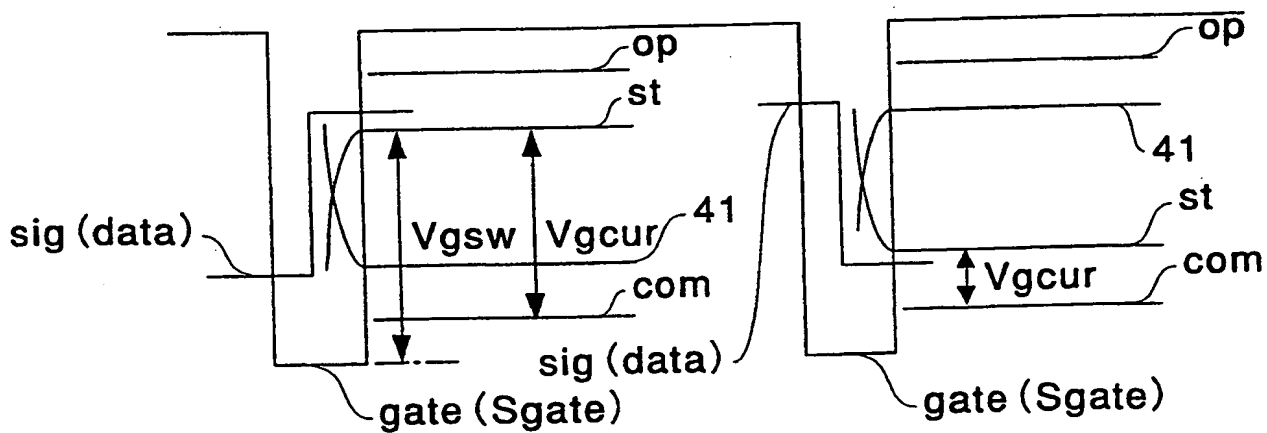 op
st
sig (data)
Vgsw
Vgcur
41
com
gate (Sgate)
op
41
st
Vgcur
com
sig (data)
gate (Sgate)